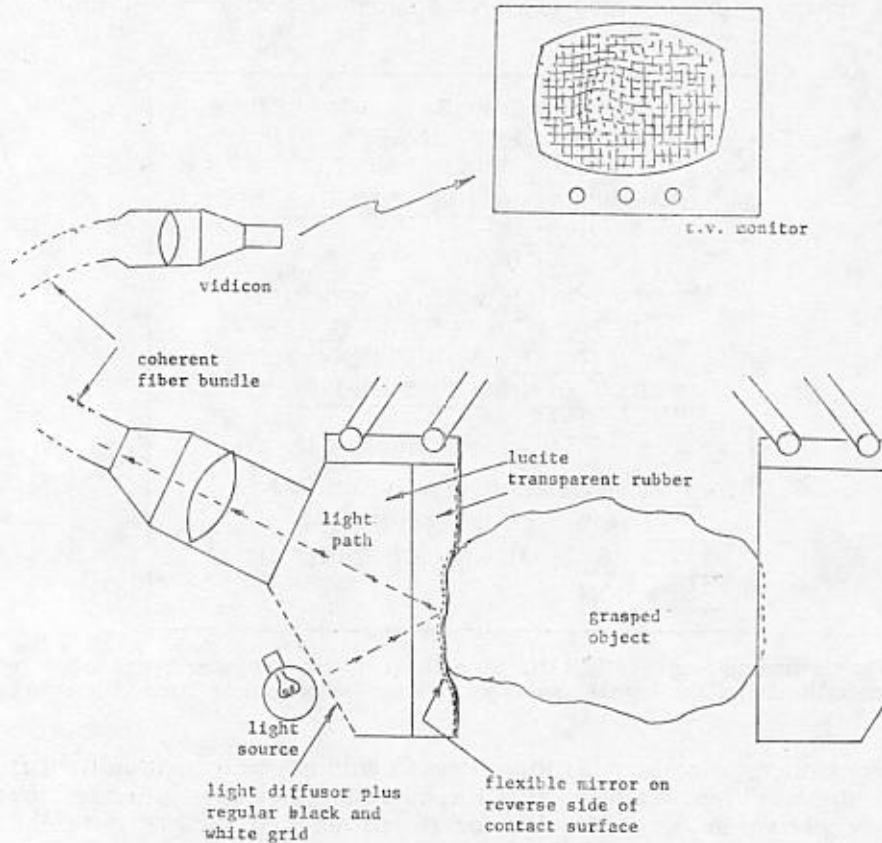 t.v. monitor
vidicon
coherent
fiber bundle
lucite
transparent rubber
light
path
grasped
object
light
source
light diffusor plus
regular black and
white grid
flexible mirror on
reverse side of
contact surface